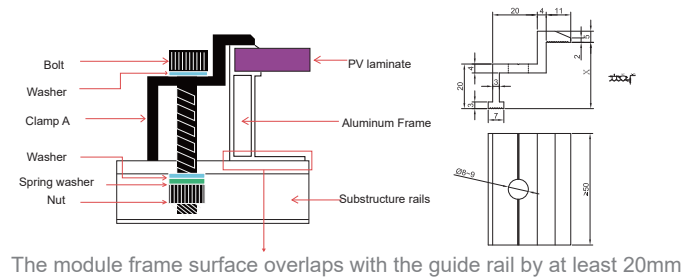 Bolt
Washer
Clamp A
Washer
Spring washer
Nut
PV laminate
Aluminum Frame
Substructure rails
20
4
11
5
2
4
20
3
3
7
X
Ø8~9
≥50
The module frame surface overlaps with the guide rail by at least 20mm